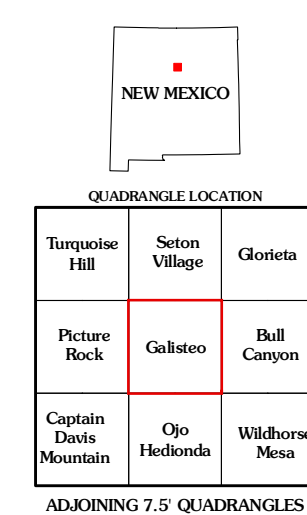 NEW MEXICO
QUADRANGLE LOCATION
Turquoise
Hill
Seton
Village
Glorieta
Picture
Rock
Galisteo
Bull
Canyon
Captain
Davis
Mountain
Ojo
Hedionda
Wildhorse
Mesa
ADJOINING 7.5' QUADRANGLES